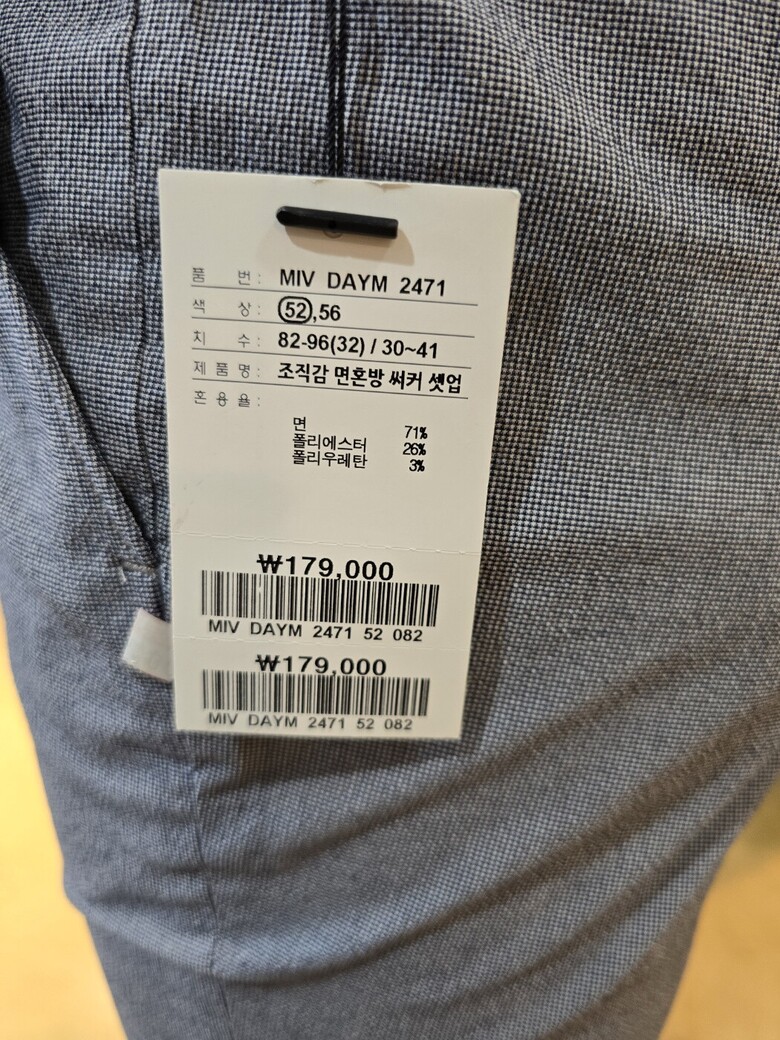 품 번 : MIV DAYM 2471
색 상 : 52,56
치 수 : 82-96(32) / 30~41
제 품 명 : 조직감 면혼방 써커 셋업
혼 용 율 :
면 71%
폴리에스터 26%
폴리우레탄 3%
₩179,000
MIV DAYM 2471 52 082
₩179,000
MIV DAYM 2471 52 082